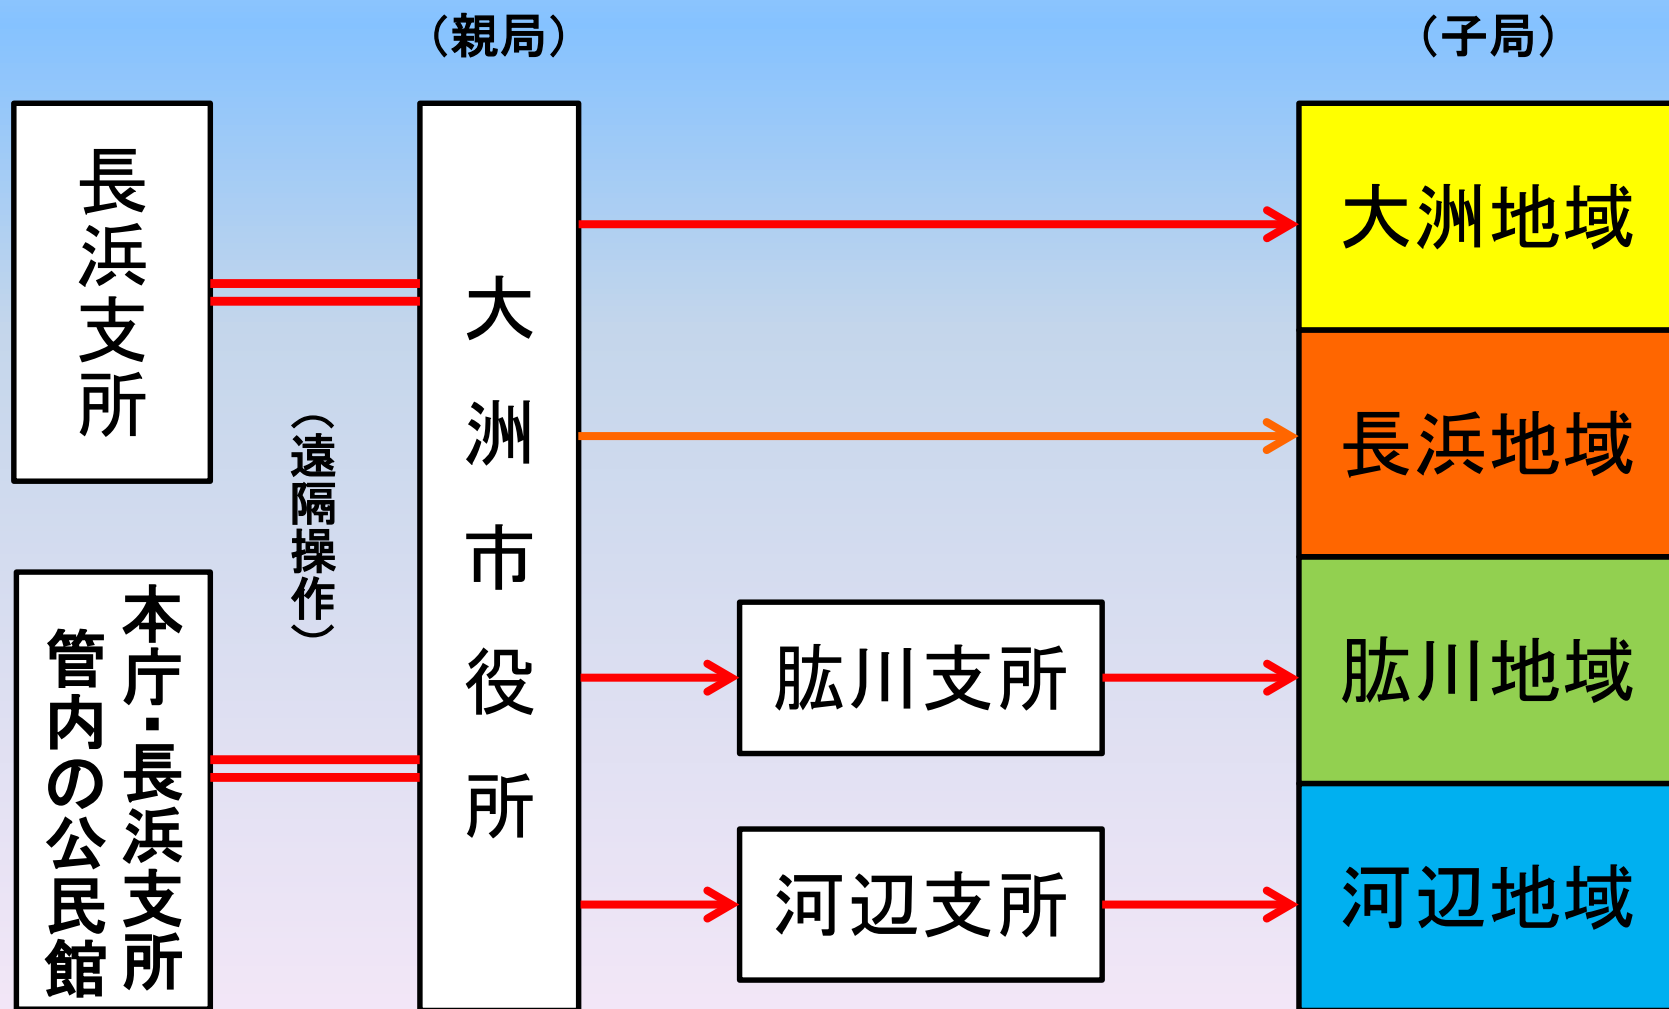 （親局）
（子局）
長浜支所
（遠隔操作）
本庁・長浜支所
管内の公民館
大洲市役所
肱川支所
河辺支所
大洲地域
長浜地域
肱川地域
河辺地域